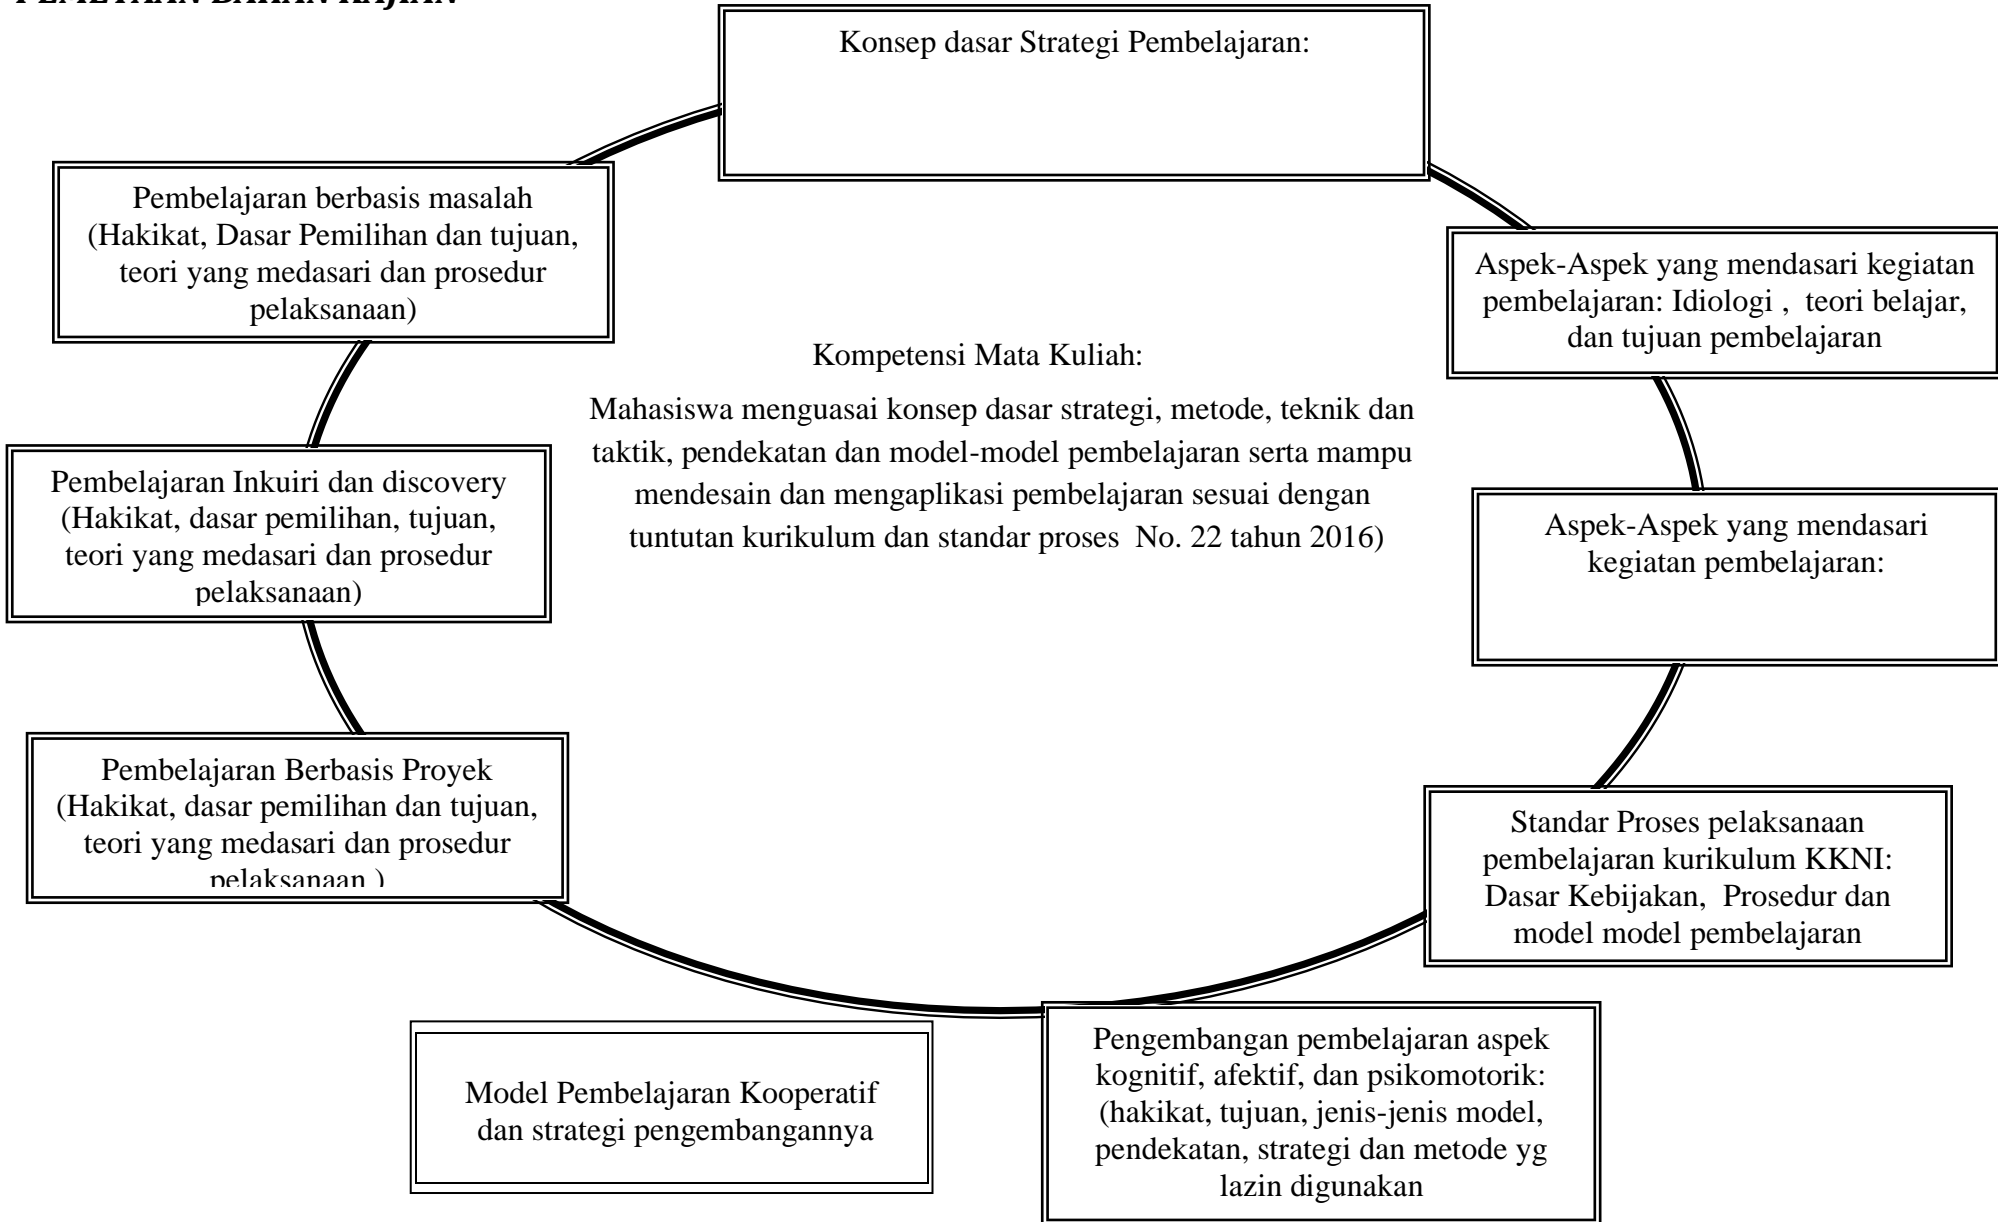 PEMETAAN BAHAN KAJIAN
Konsep dasar Strategi Pembelajaran:
Pembelajaran berbasis masalah
(Hakikat, Dasar Pemilihan dan tujuan,
teori yang medasari dan prosedur
pelaksanaan)
Aspek-Aspek yang mendasari kegiatan
pembelajaran: Idiologi , teori belajar,
dan tujuan pembelajaran
Kompetensi Mata Kuliah:
Mahasiswa menguasai konsep dasar strategi, metode, teknik dan
taktik, pendekatan dan model-model pembelajaran serta mampu
mendesain dan mengaplikasi pembelajaran sesuai dengan
tuntutan kurikulum dan standar proses No. 22 tahun 2016)
Pembelajaran Inkuiri dan discovery
(Hakikat, dasar pemilihan, tujuan,
teori yang medasari dan prosedur
pelaksanaan)
Aspek-Aspek yang mendasari
kegiatan pembelajaran:
Pembelajaran Berbasis Proyek
(Hakikat, dasar pemilihan dan tujuan,
teori yang medasari dan prosedur
pelaksanaan )
Standar Proses pelaksanaan
pembelajaran kurikulum KKNI:
Dasar Kebijakan, Prosedur dan
model model pembelajaran
Model Pembelajaran Kooperatif
dan strategi pengembangannya
Pengembangan pembelajaran aspek
kognitif, afektif, dan psikomotorik:
(hakikat, tujuan, jenis-jenis model,
pendekatan, strategi dan metode yg
lazin digunakan